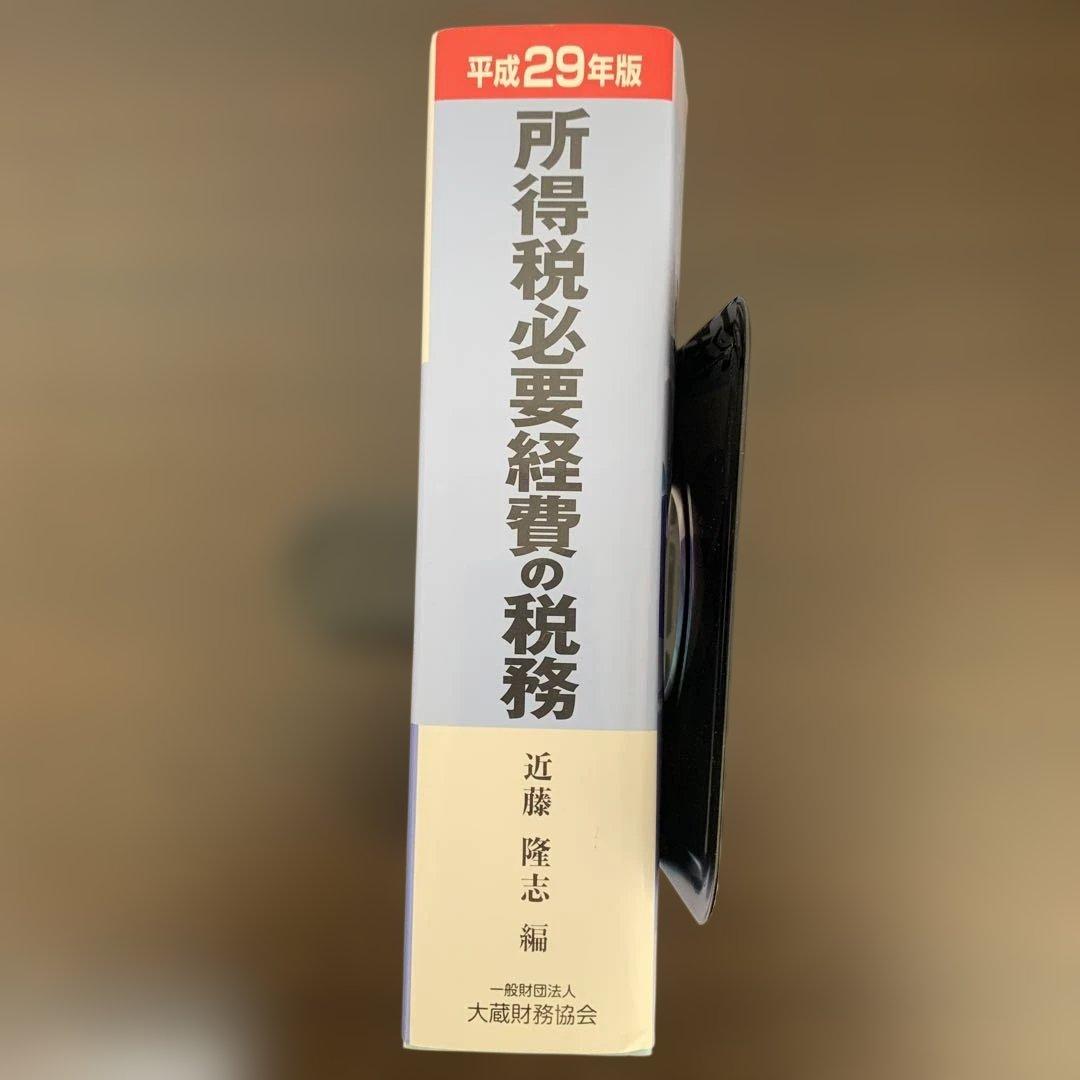 平成29年版
所得税必要経費の税務
近藤 隆志 編
一般財団法人
大蔵財務協会